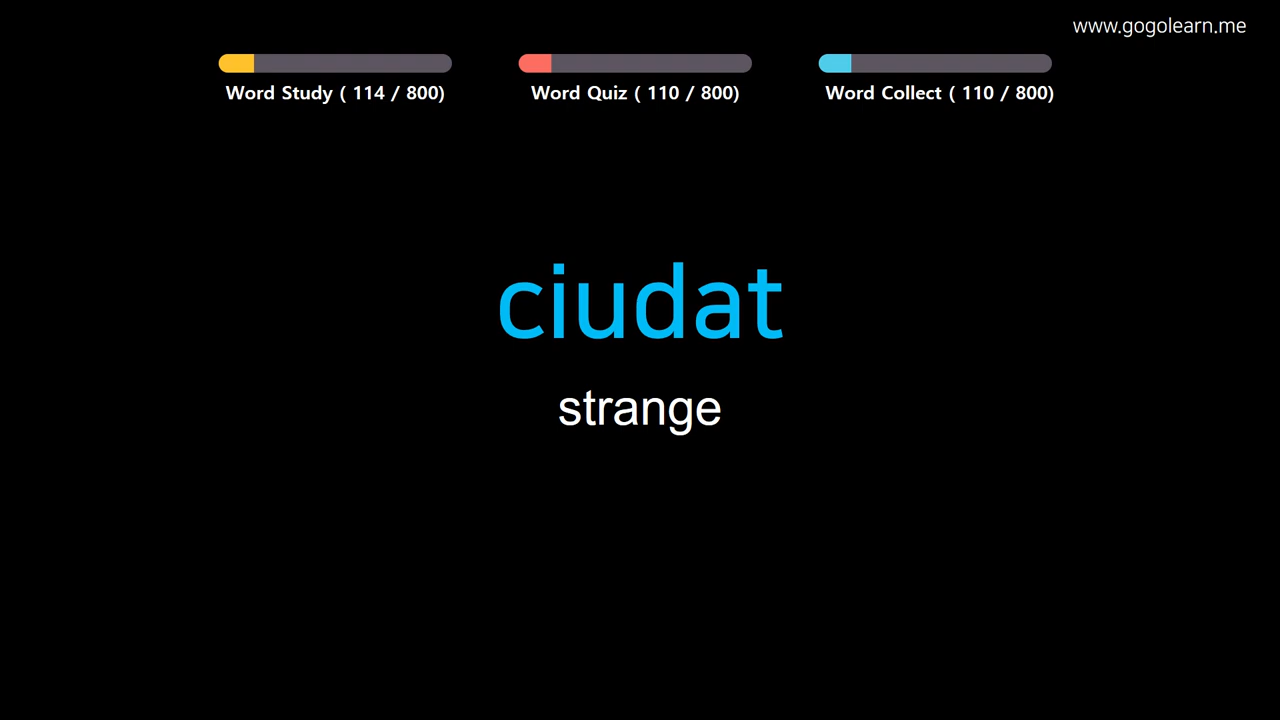 www.gogolearn.me
Word Study ( 114 / 800)
Word Quiz ( 110 / 800)
Word Collect ( 110 / 800)
ciudat
strange